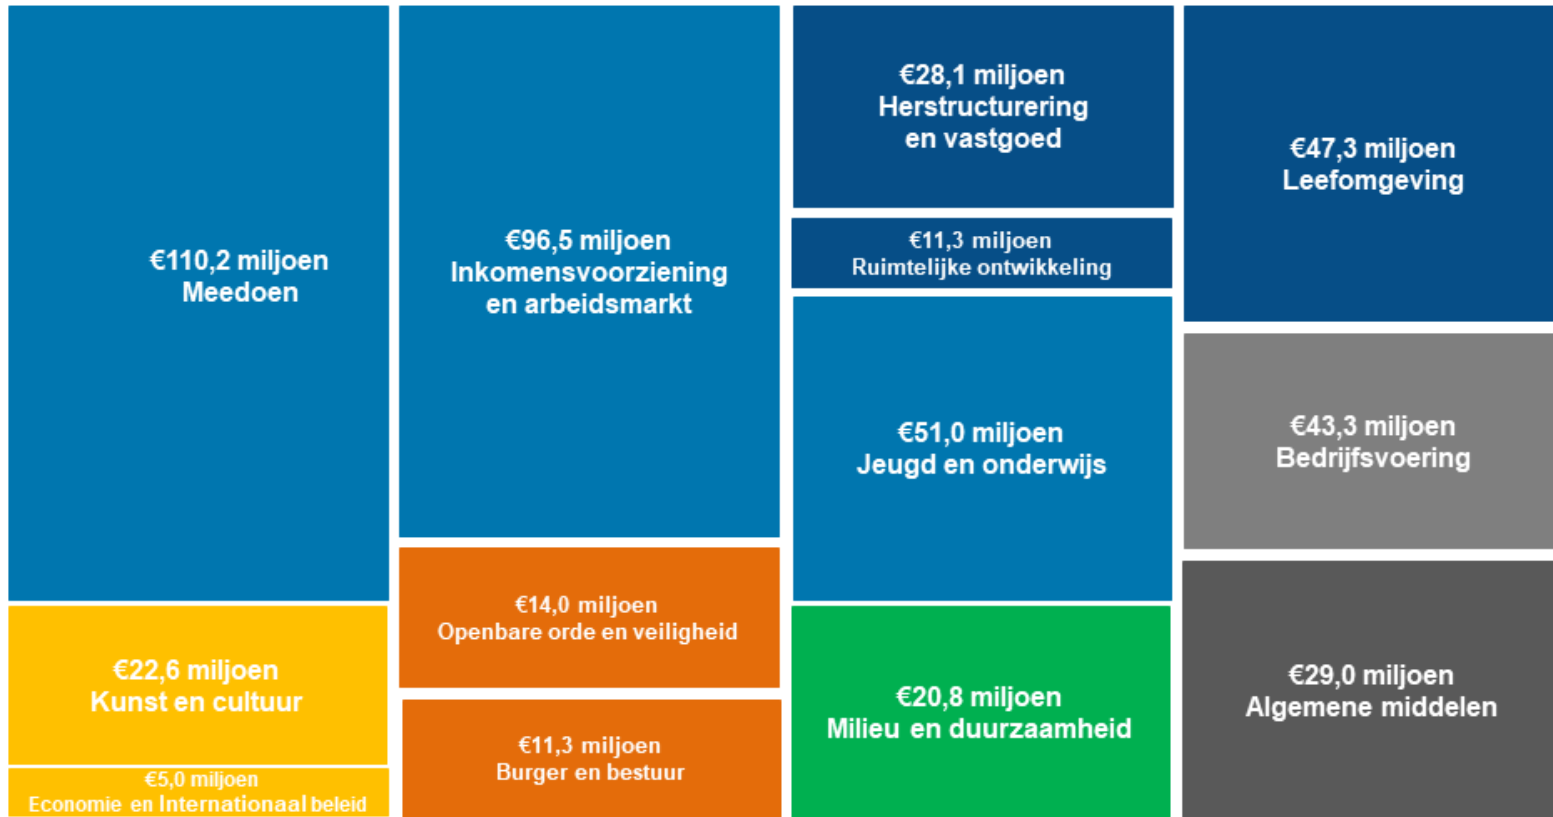 €110,2 miljoen
Meedoen
€22,6 miljoen
Kunst en cultuur
€5,0 miljoen
Economie en Internationaal beleid
€96,5 miljoen
Inkomensvoorziening
en arbeidsmarkt
€14,0 miljoen
Openbare orde en veiligheid
€11,3 miljoen
Burger en bestuur
€28,1 miljoen
Herstructurering
en vastgoed
€11,3 miljoen
Ruimtelijke ontwikkeling
€51,0 miljoen
Jeugd en onderwijs
€20,8 miljoen
Milieu en duurzaamheid
€47,3 miljoen
Leefomgeving
€43,3 miljoen
Bedrijfsvoering
€29,0 miljoen
Algemene middelen